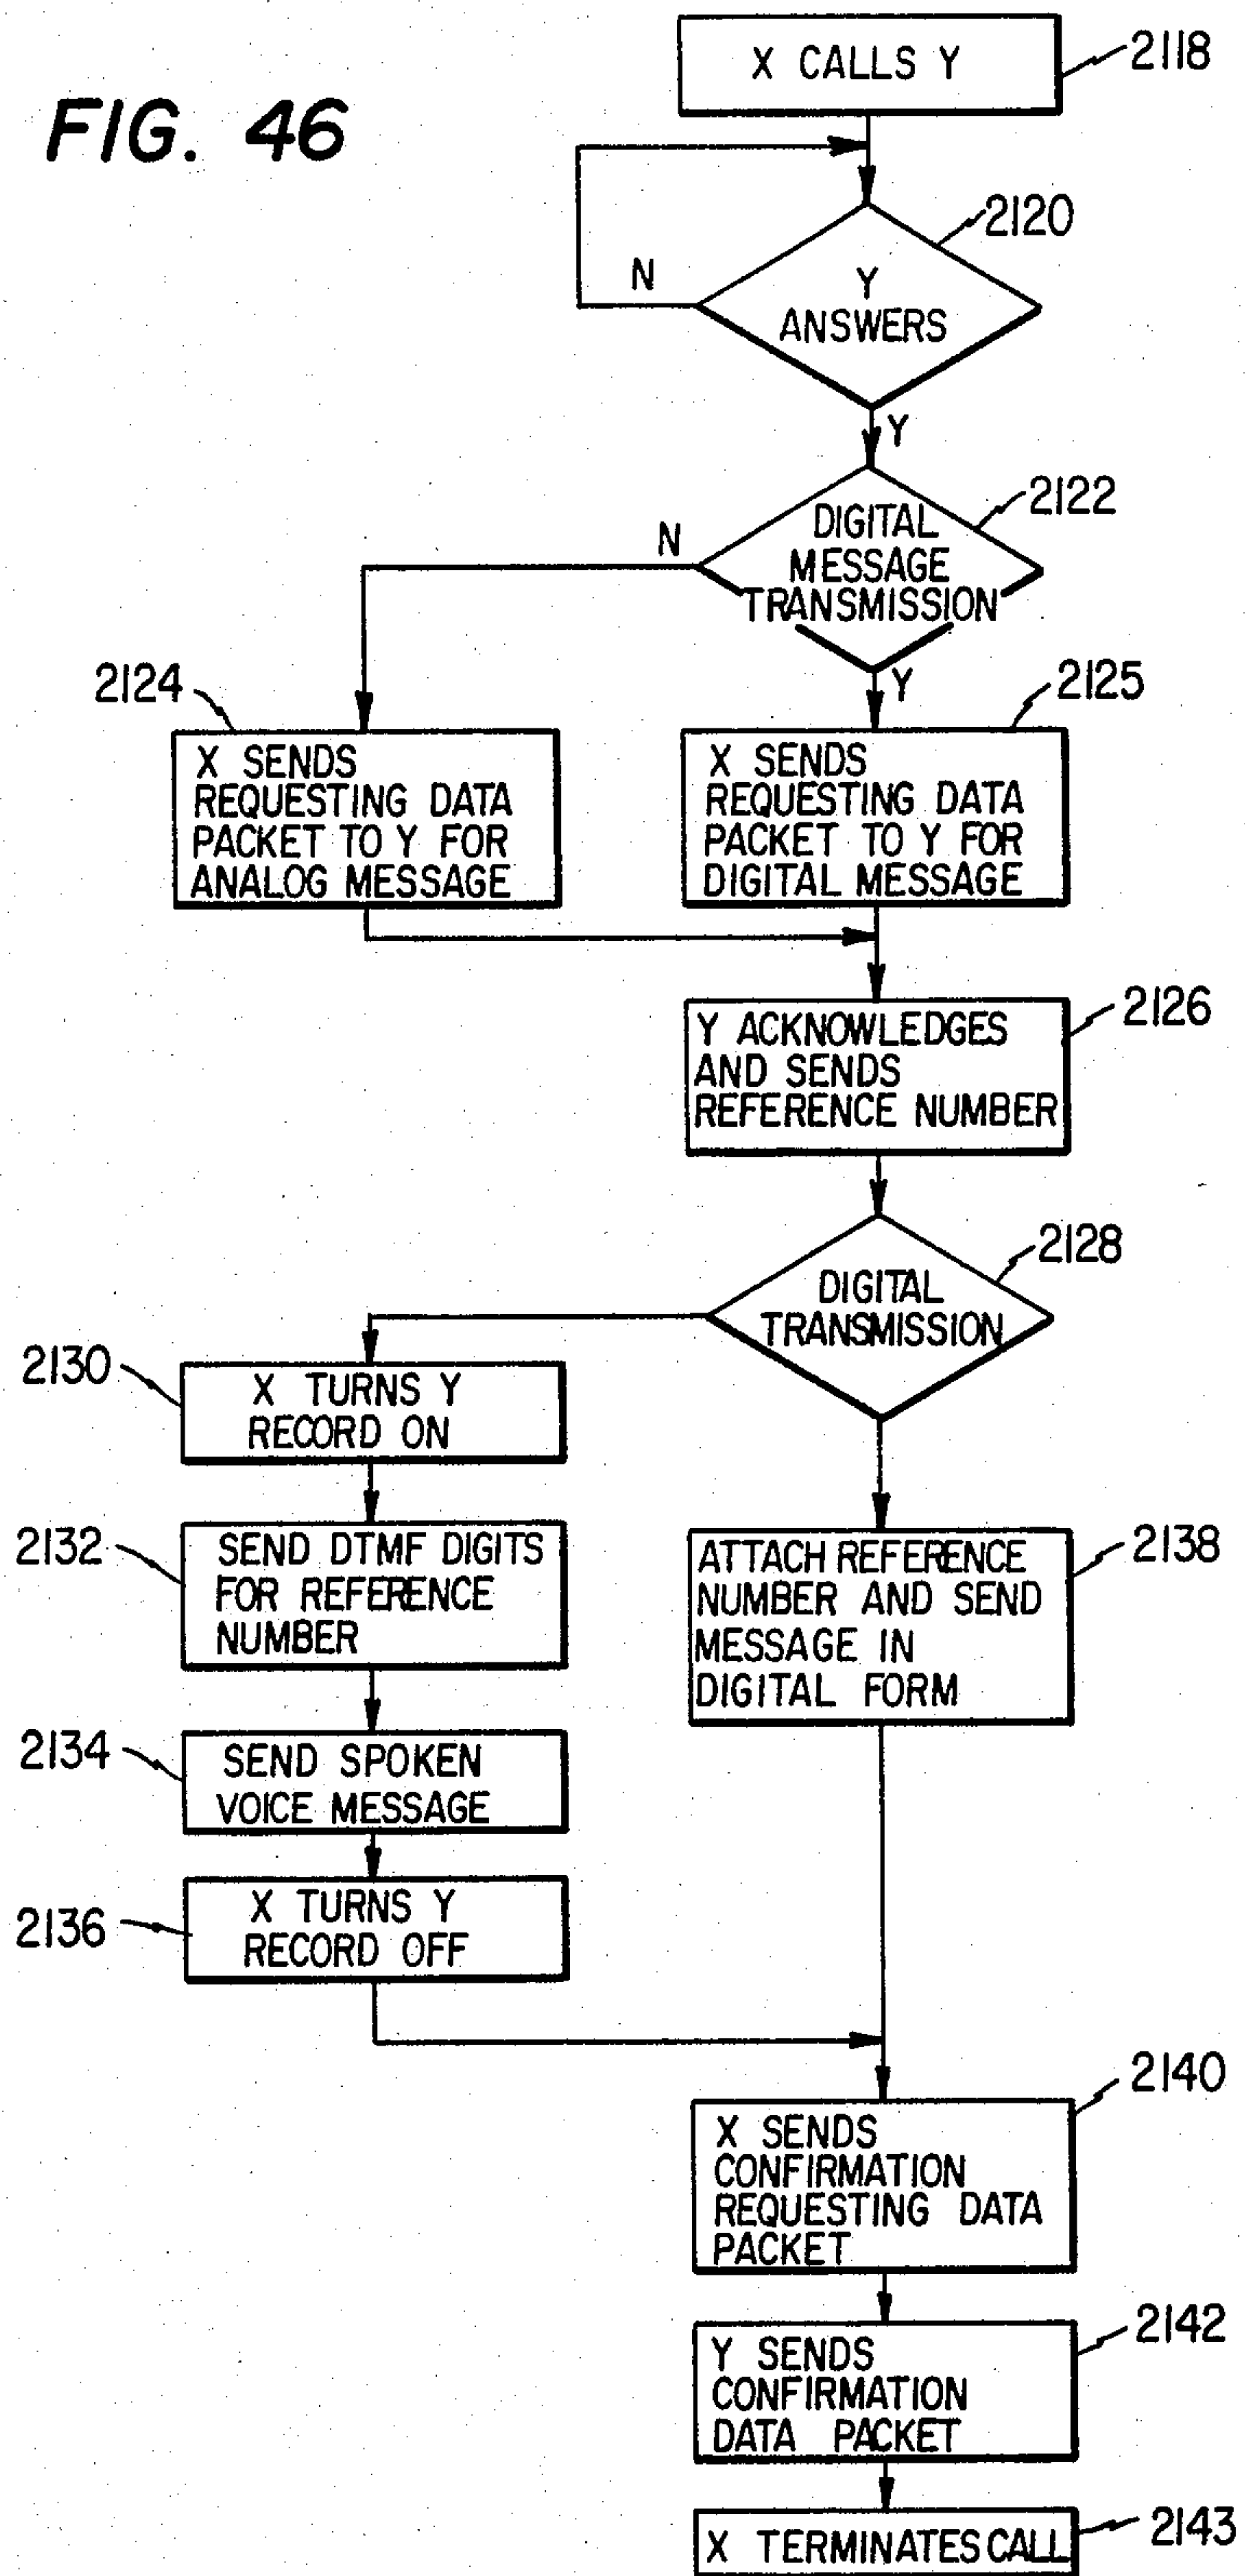 FIG. 46
X CALLS Y
2118
2120
N
Y
ANSWERS
Y
2122
N
DIGITAL
MESSAGE
TRANSMISSION
Y
2124
X SENDS
REQUESTING DATA
PACKET TO Y FOR
ANALOG MESSAGE
2125
X SENDS
REQUESTING DATA
PACKET TO Y FOR
DIGITAL MESSAGE
2126
Y ACKNOWLEDGES
AND SENDS
REFERENCE NUMBER
2128
DIGITAL
TRANSMISSION
2130
X TURNS Y
RECORD ON
2132
SEND DTMF DIGITS
FOR REFERENCE
NUMBER
2134
SEND SPOKEN
VOICE MESSAGE
2136
X TURNS Y
RECORD OFF
2138
ATTACH REFERENCE
NUMBER AND SEND
MESSAGE IN
DIGITAL FORM
2140
X SENDS
CONFIRMATION
REQUESTING DATA
PACKET
2142
Y SENDS
CONFIRMATION
DATA PACKET
2143
X TERMINATES CALL